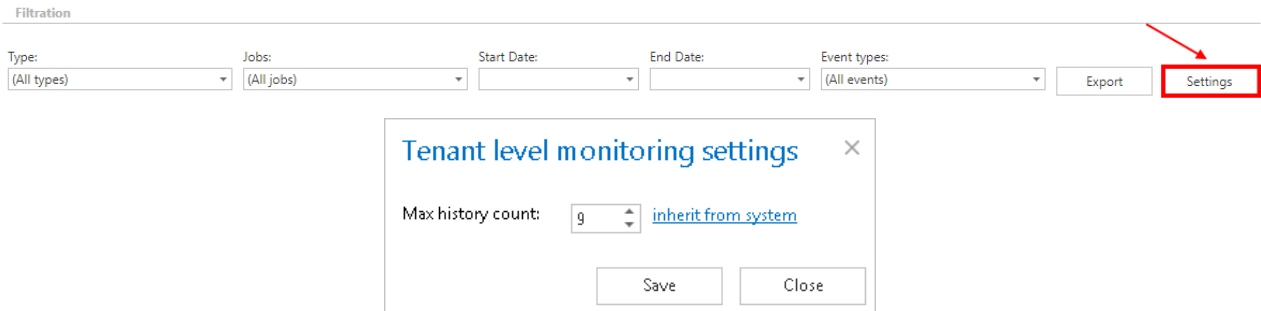 Filtration
Type: Jobs: Start Date: End Date: Event types:
(All types) (All jobs) (All events) Export Settings
Tenant level monitoring settings
Max history count: 9 inherit from system
Save Close